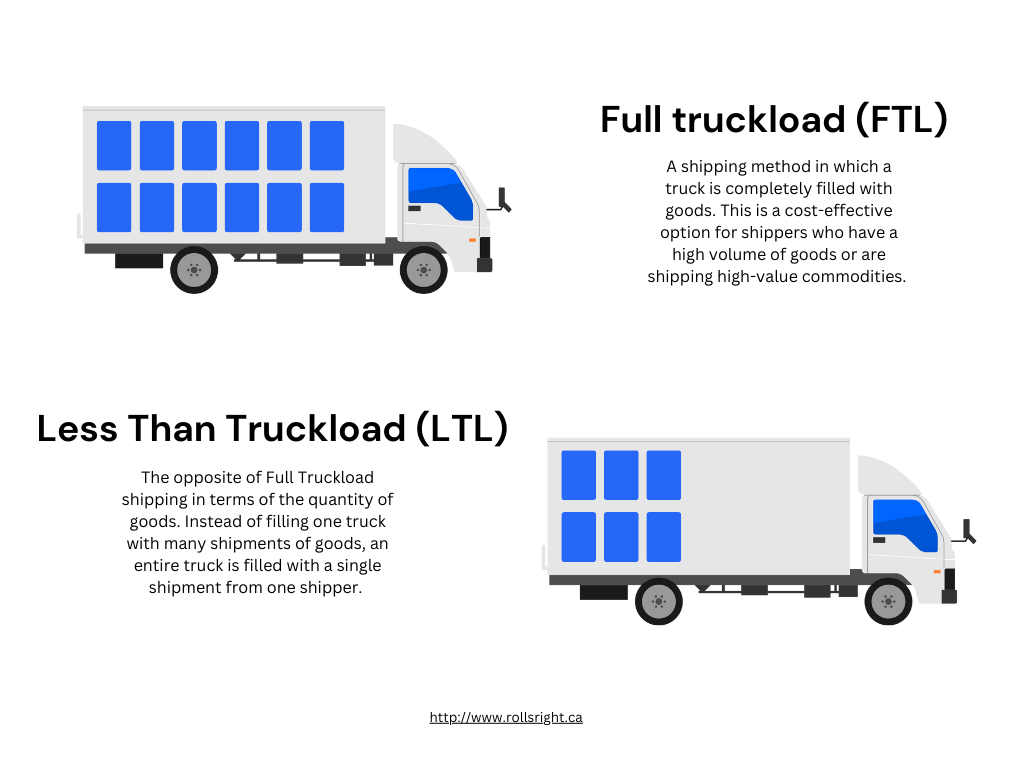 Full truckload (FTL)
A shipping method in which a
truck is completely filled with
goods. This is a cost-effective
option for shippers who have a
high volume of goods or are
shipping high-value commodities.
Less Than Truckload (LTL)
The opposite of Full Truckload
shipping in terms of the quantity of
goods. Instead of filling one truck
with many shipments of goods, an
entire truck is filled with a single
shipment from one shipper.
http://www.rollsright.ca